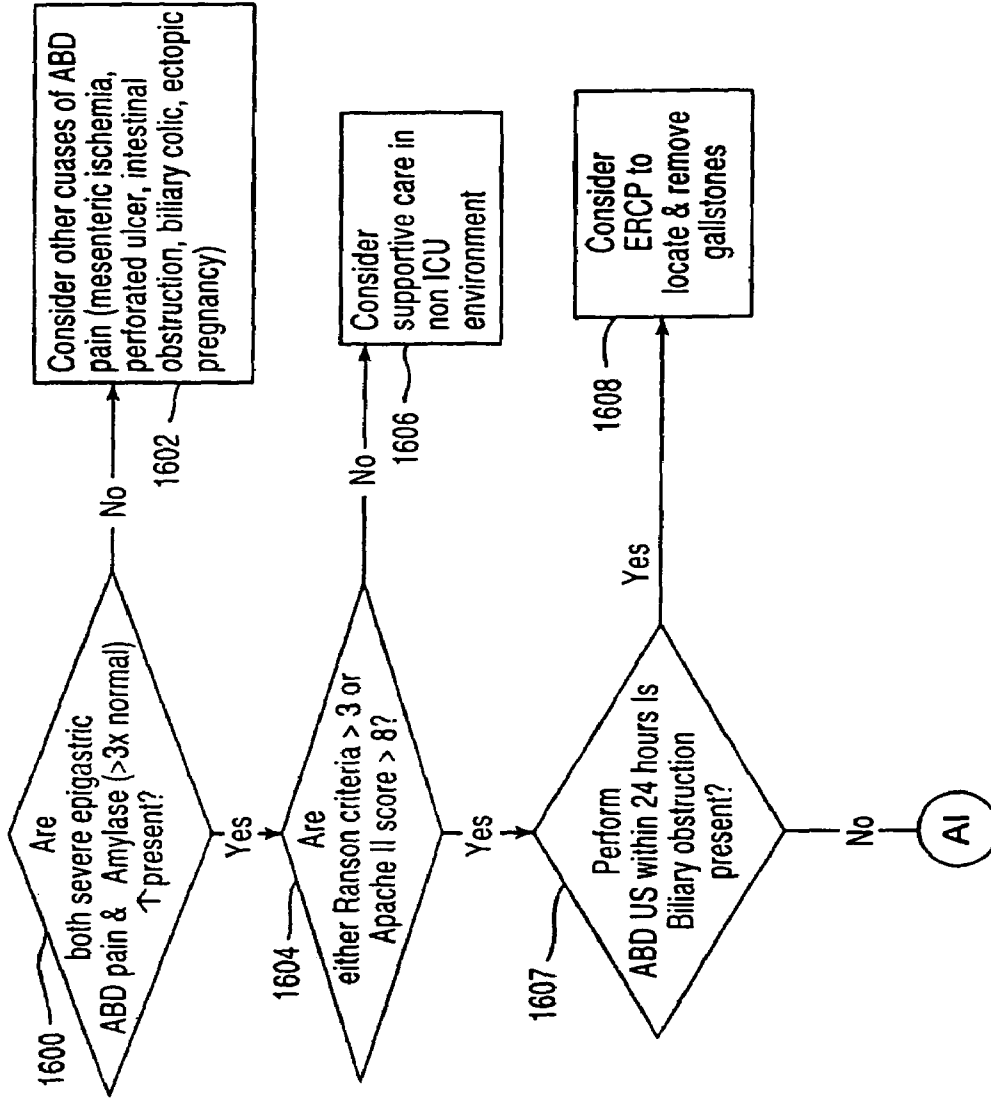 Are
both severe epigastric
ABD pain & Amylase (>3x normal)
↑ present?
1600
No
Consider other cuases of ABD
pain (mesenteric ischemia,
perforated ulcer, intestinal
obstruction, biliary colic, ectopic
pregnancy)
1602
Yes
Are
either Ranson criteria > 3 or
Apache II score > 8?
1604
No
Consider
supportive care in
non ICU
environment
1606
Yes
Perform
ABD US within 24 hours Is
Biliary obstruction
present?
1607
Yes
Consider
ERCP to
locate & remove
gallstones
1608
No
AI